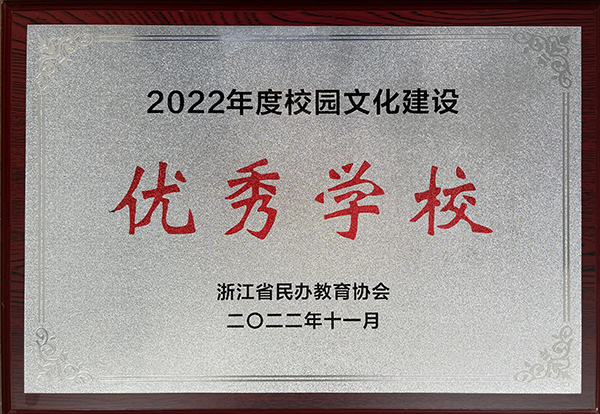 2022年度校园文化建设
优秀学校
浙江省民办教育协会
二〇二二年十一月